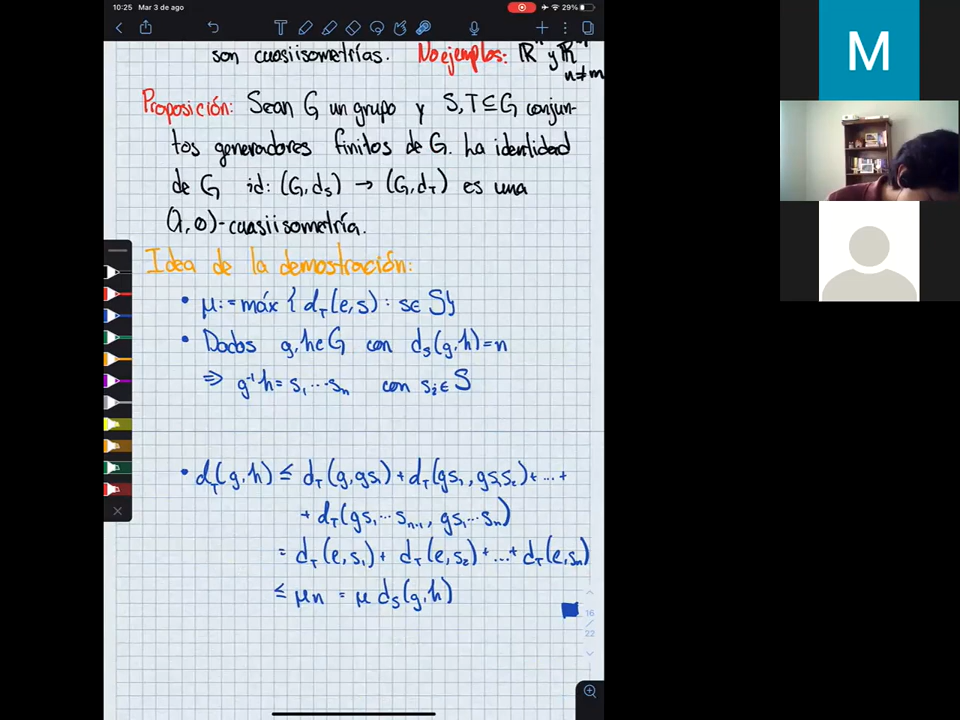 10:25 Mar 3 de ago
29%
son cuasiisometrías. No ejemplos: ℝⁿ y ℝᵐ
n≠m
Proposición: Sean G un grupo y S,T⊆G conjun-
tos generadores finitos de G. La identidad
de G id: (G,d_S) → (G,d_T) es una
(λ,0)-cuasiisometría.
Idea de la demostración:
• μ:= máx { d_T(e,s) : s∈S}
• Dados g,h∈G con d_S(g,h)=n
⇒ g⁻¹h = s₁⋯sₙ con sᵢ∈S
• d_T(g,h) ≤ d_T(g,gs₁) + d_T(gs₁,gs₁s₂)+⋯+
+ d_T(gs₁⋯sₙ₋₁, gs₁⋯sₙ)
= d_T(e,s₁) + d_T(e,s₂) +⋯+ d_T(e,sₙ)
≤ μn = μ d_S(g,h)
16
/
22
M